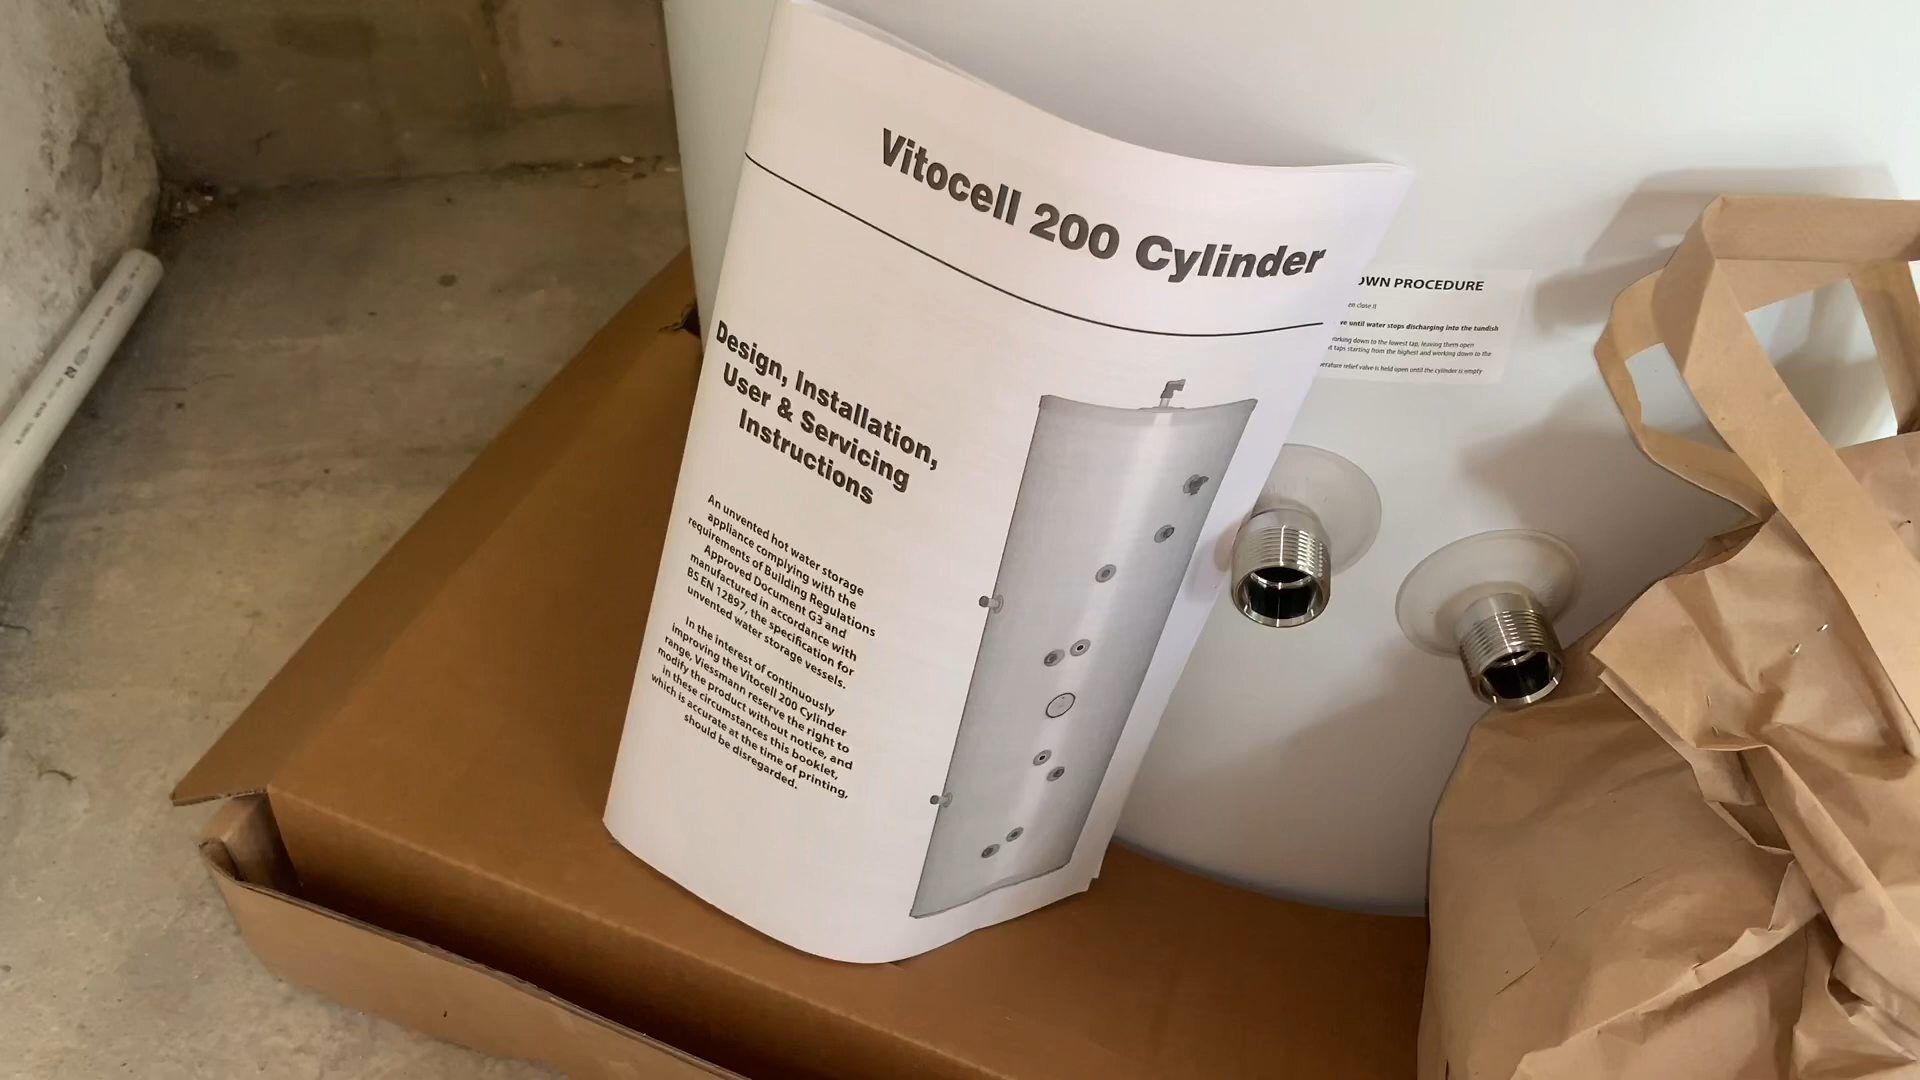 Vitocell 200 Cylinder
Design, Installation,
User & Servicing
Instructions
An unvented hot water storage
appliance complying with the
requirements of Building Regulations
Approved Document G3 and
manufactured in accordance with
BS EN 12897, the specification for
unvented water storage vessels.
In the interest of continuously
improving the Vitocell 200 Cylinder
range, Viessmann reserve the right to
modify the product without notice, and
in these circumstances this booklet,
which is accurate at the time of printing,
should be disregarded.
OWN PROCEDURE
en close it
ve until water stops discharging into the tundish
orking down to the lowest tap, leaving them open
t taps starting from the highest and working down to the
erature relief valve is held open until the cylinder is empty